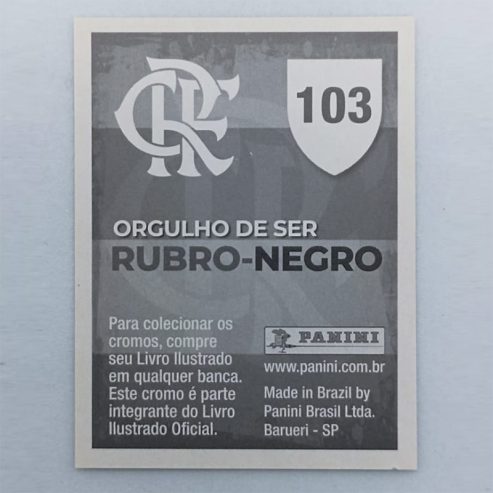 CRF
103
ORGULHO DE SER
RUBRO-NEGRO
Para colecionar os
cromos, compre
seu Livro Ilustrado
em qualquer banca.
Este cromo é parte
integrante do Livro
Ilustrado Oficial.
PANINI
www.panini.com.br
Made in Brazil by
Panini Brasil Ltda.
Barueri - SP